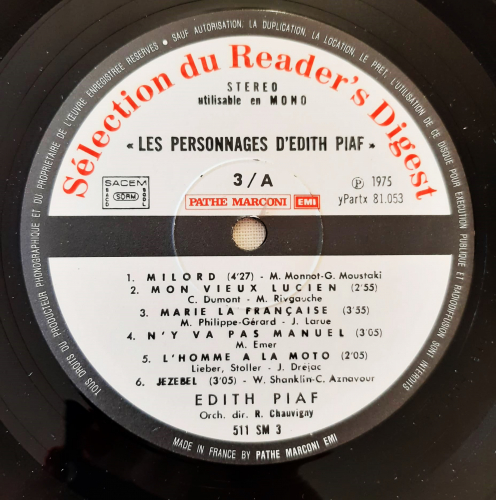 TOUS DROITS DU PRODUCTEUR PHONOGRAPHIQUE ET DU PROPRIETAIRE DE L'ŒUVRE ENREGISTREE RESERVES • SAUF AUTORISATION, LA DUPLICATION, LA LOCATION, LE PRET, L'UTILISATION DE CE DISQUE POUR EXECUTION PUBLIQUE ET RADIODIFFUSION SONT INTERDITS
Sélection du Reader's Digest
STEREO
utilisable en MONO
« LES PERSONNAGES D'EDITH PIAF »
3/A
SACEM
SDRM
PATHE MARCONI EMI
Ⓟ 1975
yPartx 81.053
1. MILORD (4'27) - M. Monnot-G. Moustaki
2. MON VIEUX LUCIEN (2'55)
C. Dumont - M. Rivgauche
3. MARIE LA FRANÇAISE (3'55)
M. Philippe-Gérard - J. Larue
4. N'Y VA PAS MANUEL (3'05)
M. Emer
5. L'HOMME A LA MOTO (2'05)
Lieber, Stoller - J. Drejac
6. JEZEBEL (3'05) - W. Shanklin-C. Aznavour
EDITH PIAF
Orch. dir. R. Chauvigny
511 SM 3
MADE IN FRANCE BY PATHE MARCONI EMI